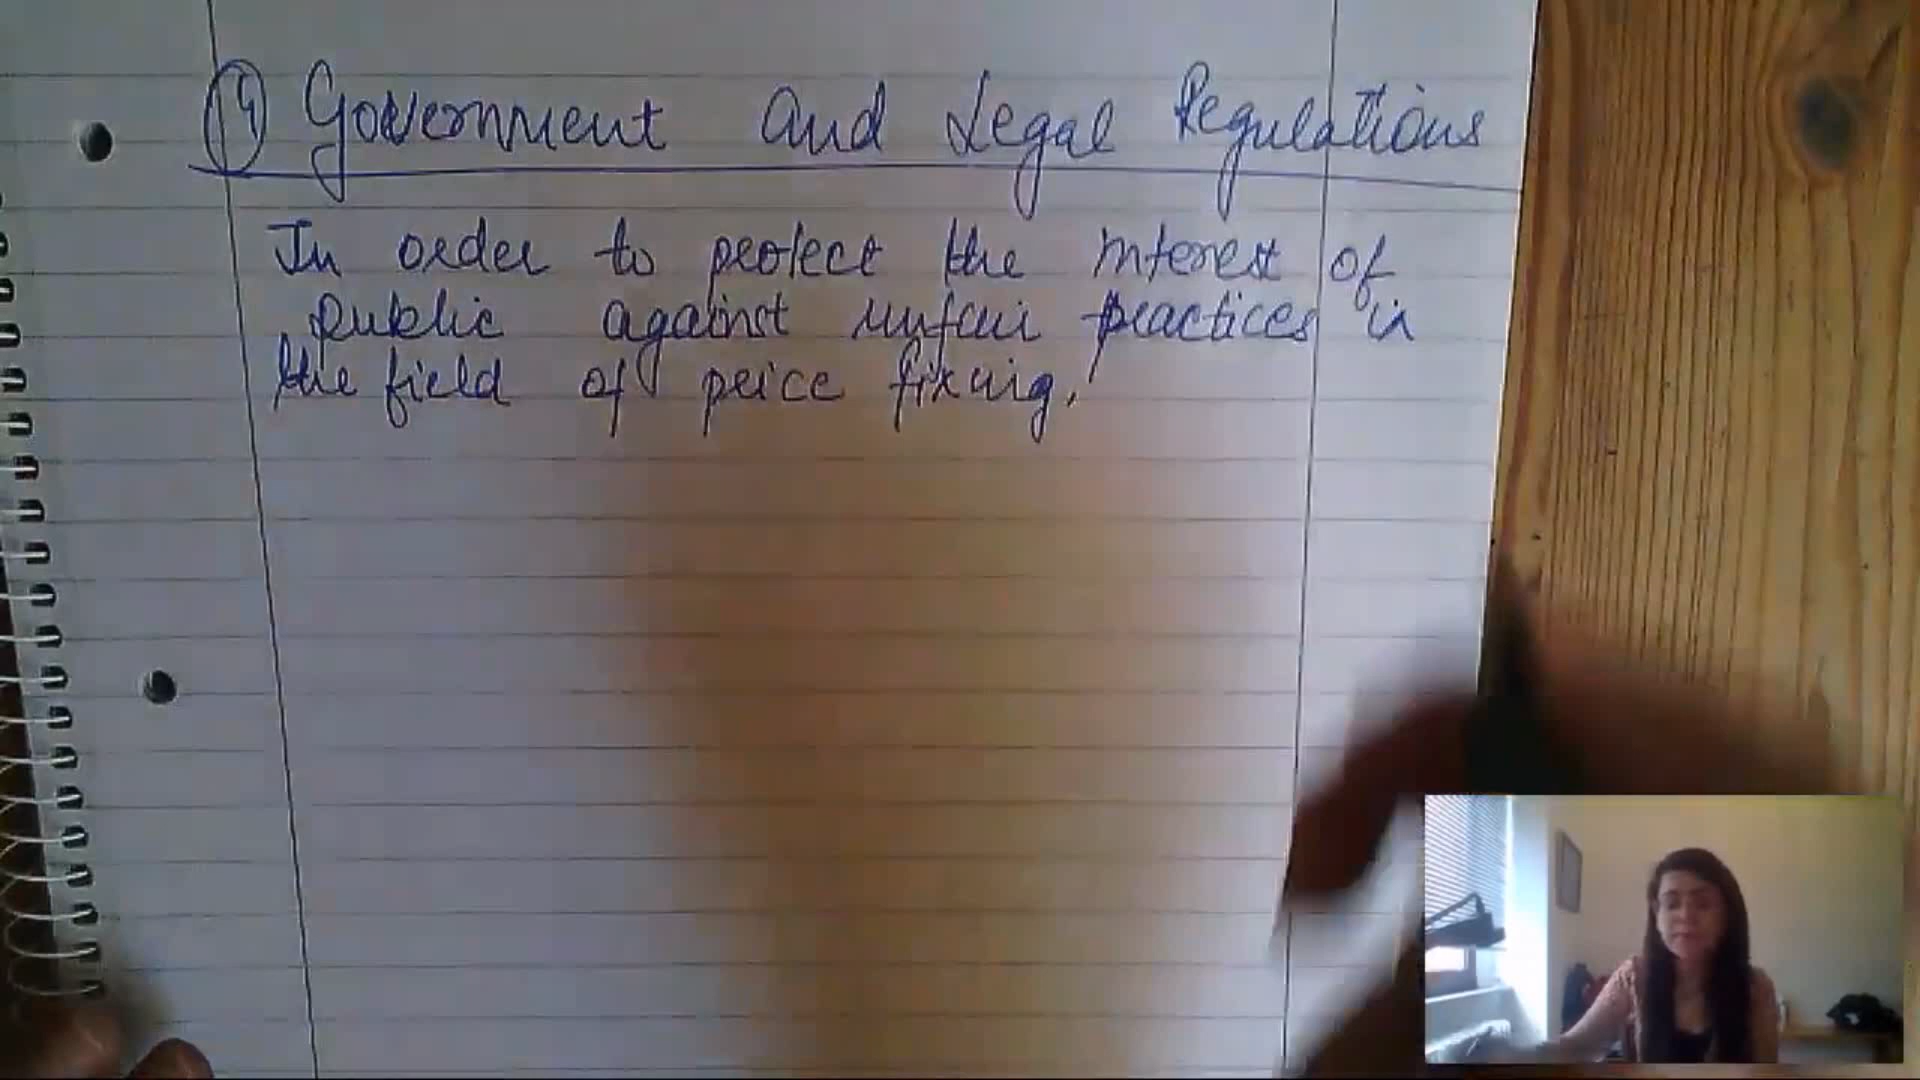 4 Government and Legal Regulations
In order to protect the interest of
public against unfair practices in
the field of price fixing.